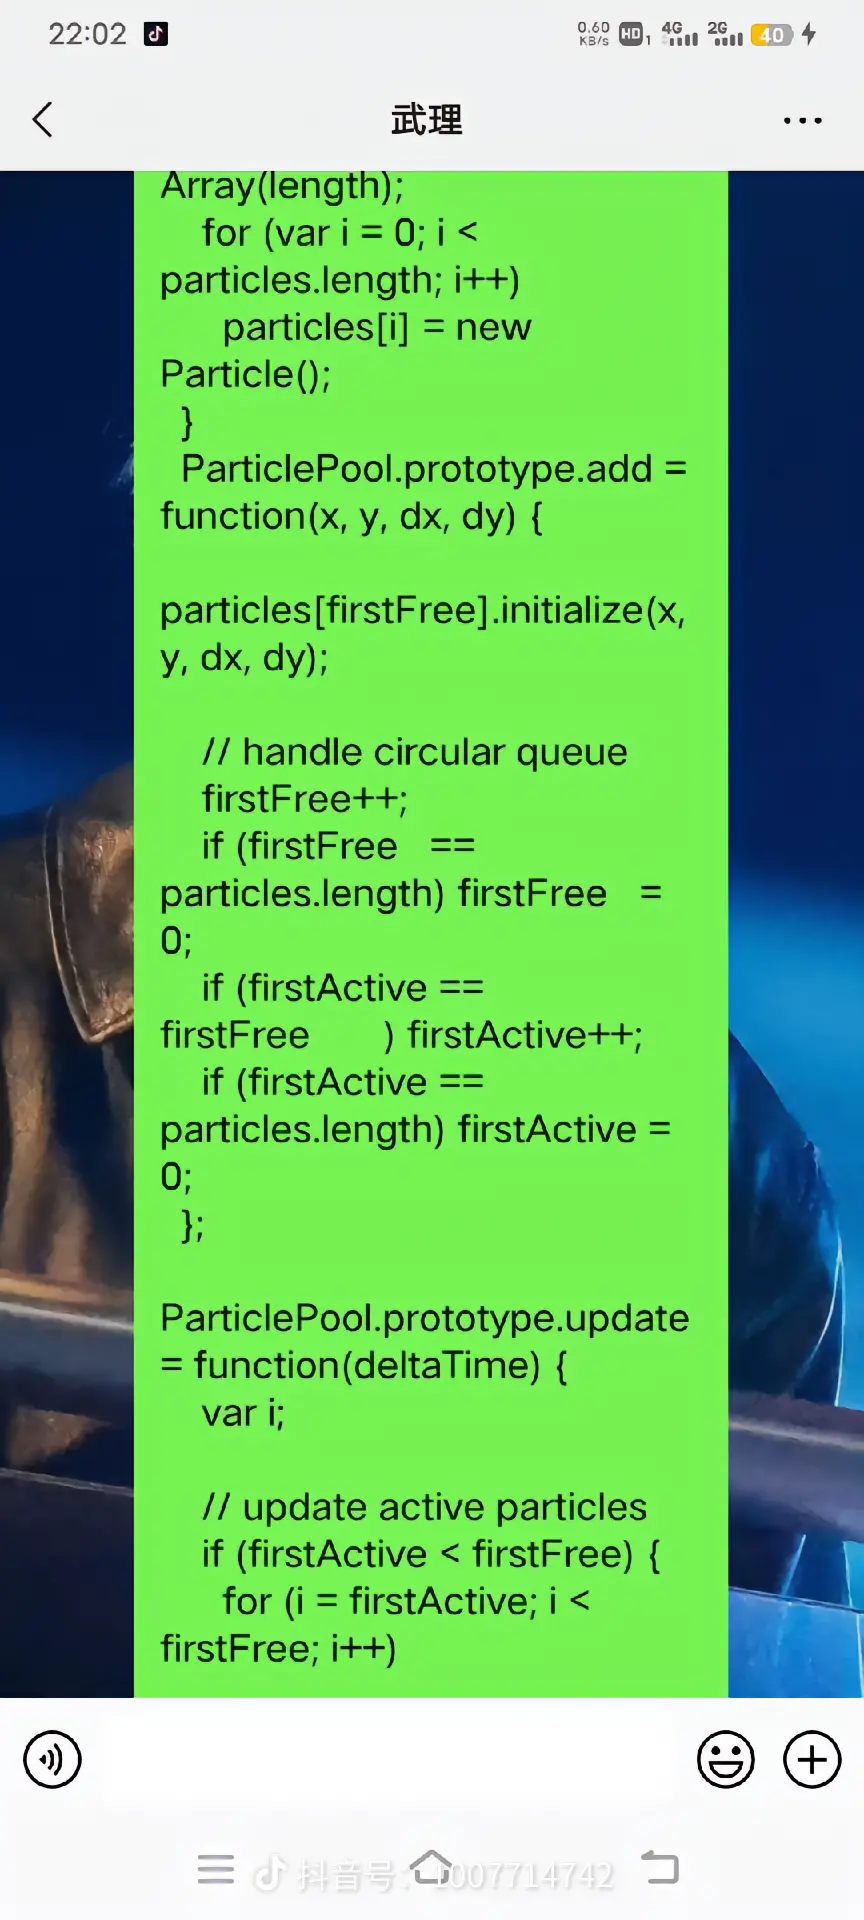 22:02
0.60 KB/s HD 1 4G 2G 40
武理
Array(length);
for (var i = 0; i <
particles.length; i++)
particles[i] = new
Particle();
}
ParticlePool.prototype.add =
function(x, y, dx, dy) {
particles[firstFree].initialize(x,
y, dx, dy);
// handle circular queue
firstFree++;
if (firstFree   ==
particles.length) firstFree   =
0;
if (firstActive ==
firstFree       ) firstActive++;
if (firstActive ==
particles.length) firstActive =
0;
};
ParticlePool.prototype.update
= function(deltaTime) {
var i;
// update active particles
if (firstActive < firstFree) {
for (i = firstActive; i <
firstFree; i++)
抖音号: 1007714742